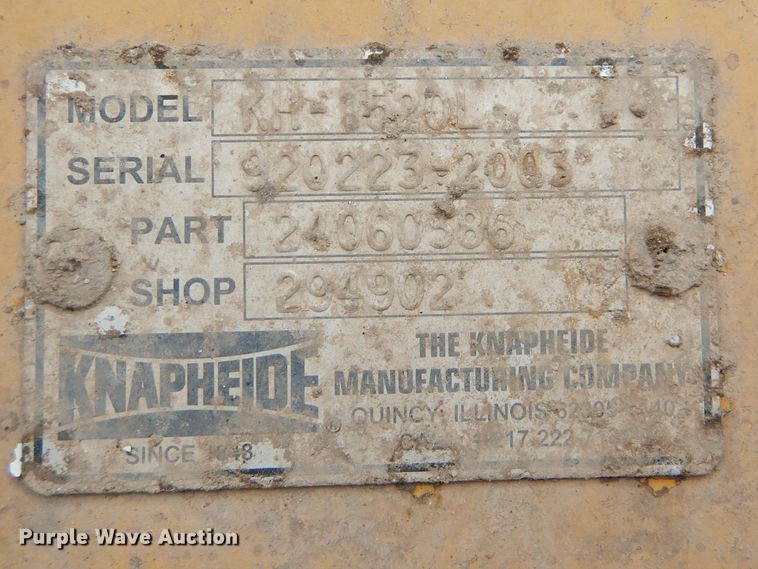 MODEL KH-1520L
SERIAL 920223-2003
PART 24060386
SHOP 294902
KNAPHEIDE ®
SINCE 1848
THE KNAPHEIDE
MANUFACTURING COMPANY
QUINCY, ILLINOIS
Purple Wave Auction